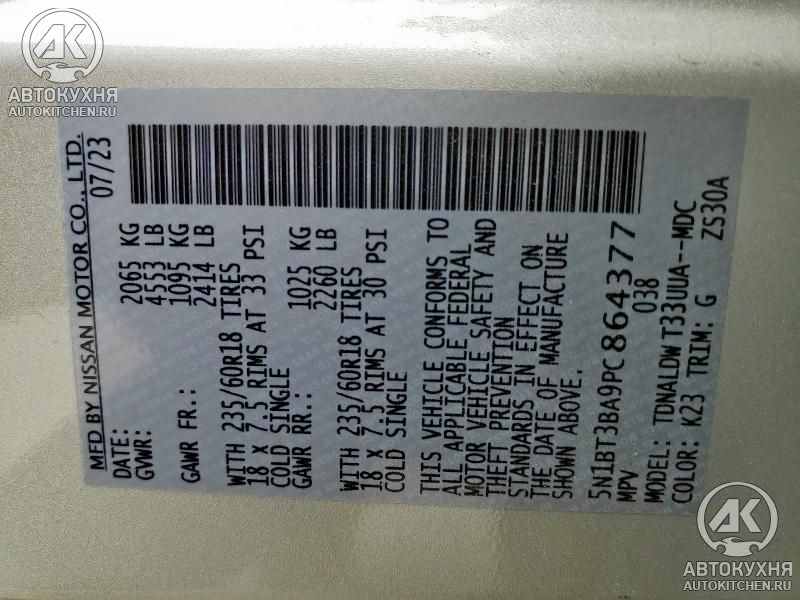 MFD BY NISSAN MOTOR CO., LTD.
DATE: 07/23
GVWR: 2065 KG
4553 LB
GAWR FR.: 1095 KG
2414 LB
WITH 235/60R18 TIRES
18 X 7.5 RIMS AT 33 PSI
COLD SINGLE
GAWR RR.: 1025 KG
2260 LB
WITH 235/60R18 TIRES
18 X 7.5 RIMS AT 30 PSI
COLD SINGLE
THIS VEHICLE CONFORMS TO
ALL APPLICABLE FEDERAL
MOTOR VEHICLE SAFETY AND
THEFT PREVENTION
STANDARDS IN EFFECT ON
THE DATE OF MANUFACTURE
SHOWN ABOVE.
5N1BT3BA9PC864377
MPV 038
MODEL: TDNALDWT33UUA--MDC
COLOR: K23 TRIM: G ZS30A
АК
АВТОКУХНЯ
AUTOKITCHEN.RU
АК
АВТОКУХНЯ
AUTOKITCHEN.RU